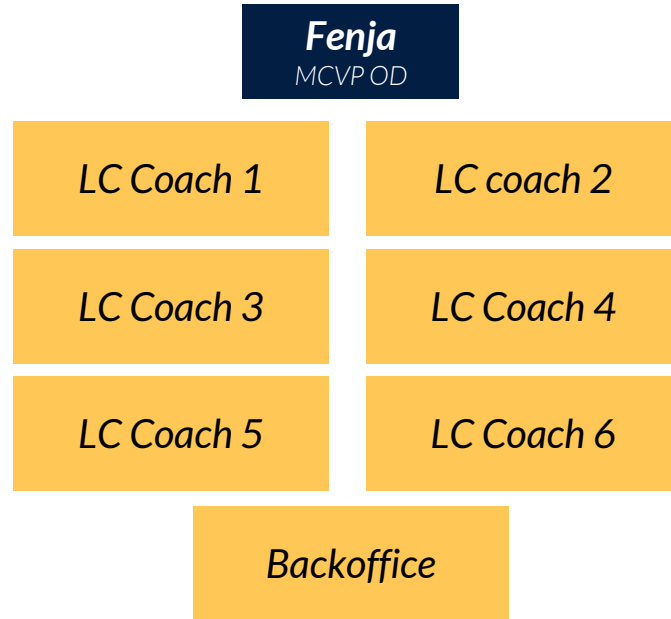 Fenja
MCVP OD
LC Coach 1
LC coach 2
LC Coach 3
LC Coach 4
LC Coach 5
LC Coach 6
Backoffice